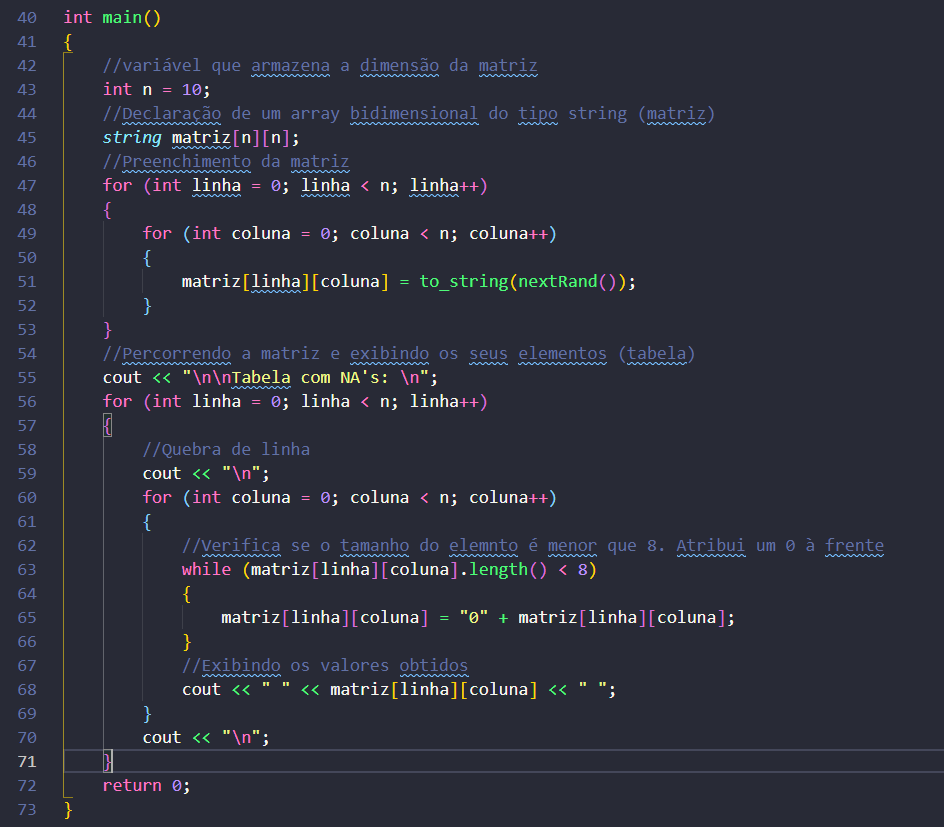 40 int main()
41 {
42     //variável que armazena a dimensão da matriz
43     int n = 10;
44     //Declaração de um array bidimensional do tipo string (matriz)
45     string matriz[n][n];
46     //Preenchimento da matriz
47     for (int linha = 0; linha < n; linha++)
48     {
49         for (int coluna = 0; coluna < n; coluna++)
50         {
51             matriz[linha][coluna] = to_string(nextRand());
52         }
53     }
54     //Percorrendo a matriz e exibindo os seus elementos (tabela)
55     cout << "\n\nTabela com NA's: \n";
56     for (int linha = 0; linha < n; linha++)
57     {
58         //Quebra de linha
59         cout << "\n";
60         for (int coluna = 0; coluna < n; coluna++)
61         {
62             //Verifica se o tamanho do elemnto é menor que 8. Atribui um 0 à frente
63             while (matriz[linha][coluna].length() < 8)
64             {
65                 matriz[linha][coluna] = "0" + matriz[linha][coluna];
66             }
67             //Exibindo os valores obtidos
68             cout << " " << matriz[linha][coluna] << " ";
69         }
70         cout << "\n";
71     }
72     return 0;
73 }